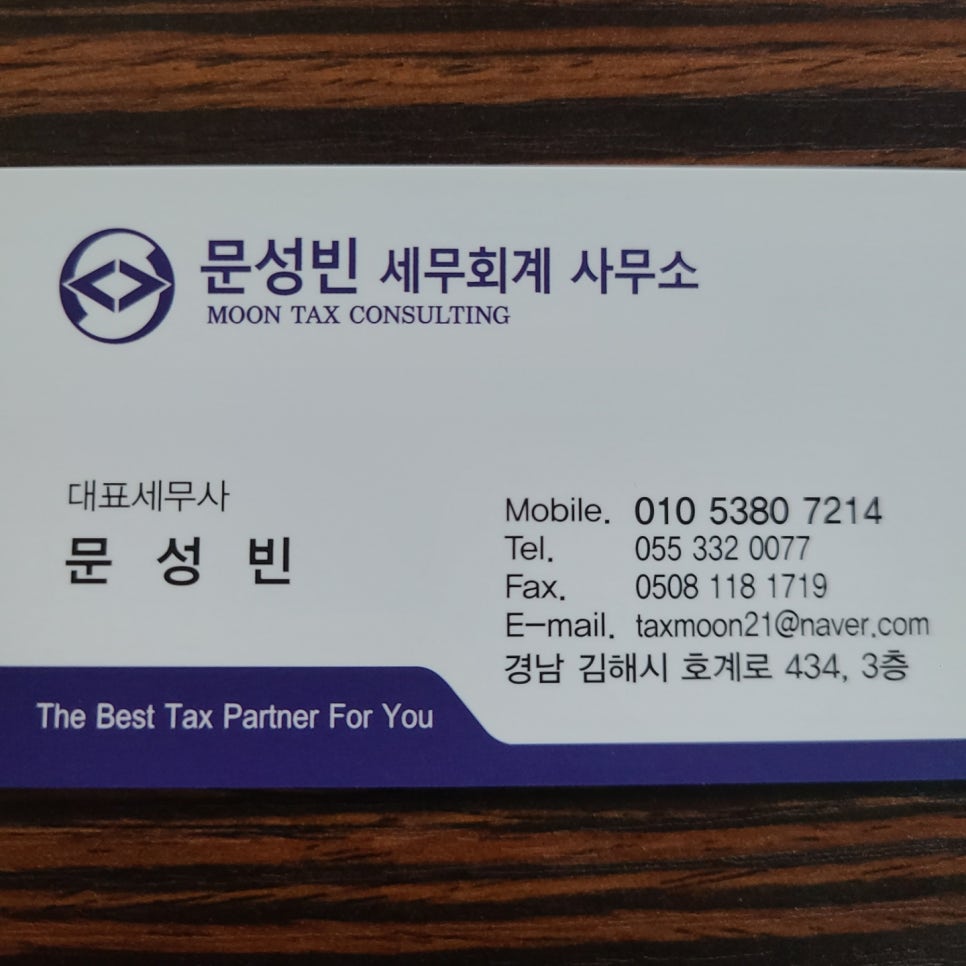 문성빈 세무회계 사무소
MOON TAX CONSULTING
대표세무사
문 성 빈
Mobile. 010 5380 7214
Tel. 055 332 0077
Fax. 0508 118 1719
E-mail. taxmoon21@naver.com
경남 김해시 호계로 434, 3층
The Best Tax Partner For You